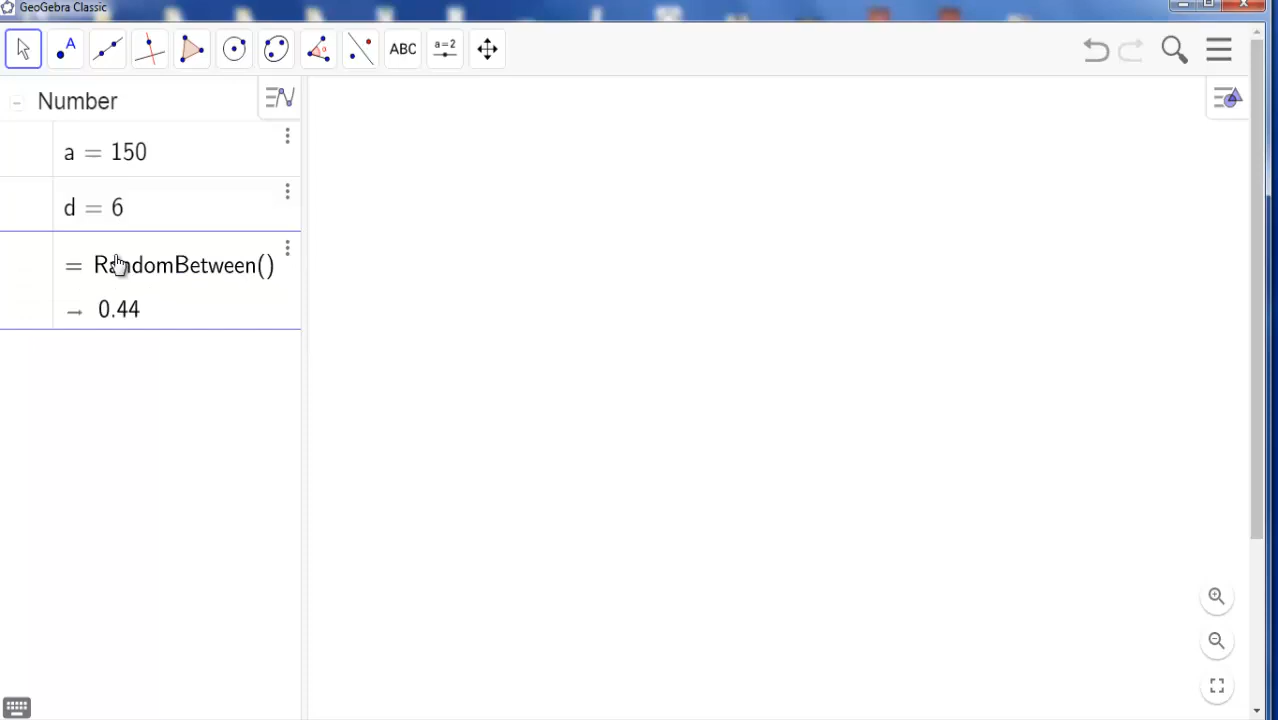 GeoGebra Classic
A
ABC
a=2
Number
a = 150
d = 6
= RandomBetween()
→ 0.44